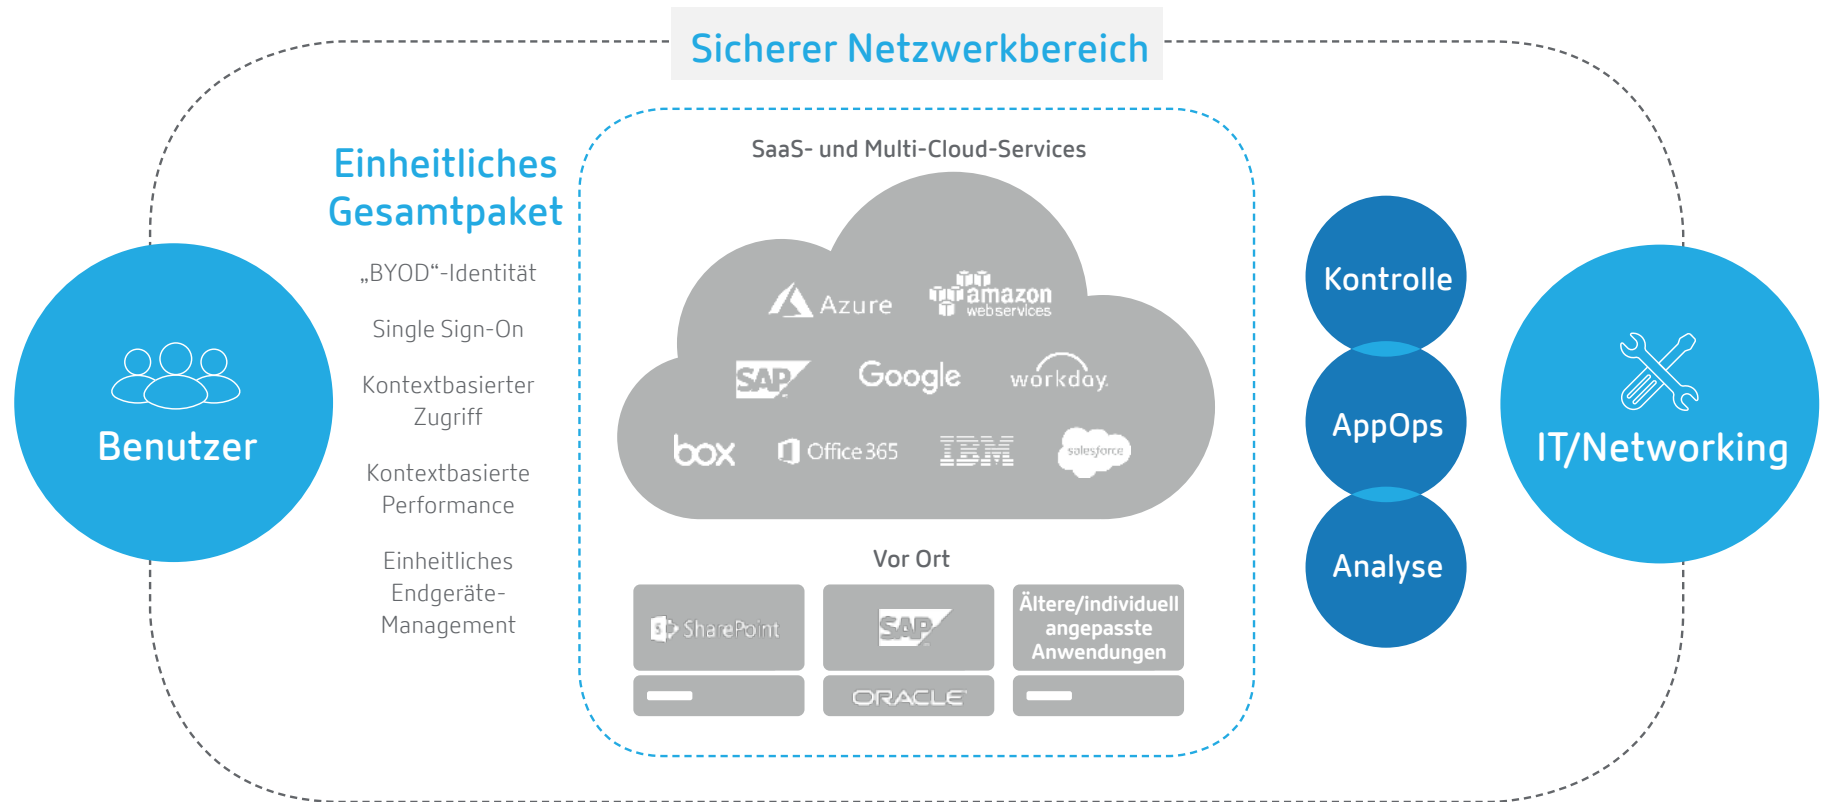 Sicherer Netzwerkbereich
Einheitliches
Gesamtpaket
„BYOD“-Identität
Single Sign-On
Kontextbasierter
Zugriff
Kontextbasierte
Performance
Einheitliches
Endgeräte-
Management
Benutzer
SaaS- und Multi-Cloud-Services
Azure
amazon
webservices
SAP
Google
workday.
box
Office 365
IBM
salesforce
Vor Ort
S SharePoint
SAP
Ältere/individuell
angepasste
Anwendungen
ORACLE
Kontrolle
AppOps
Analyse
IT/Networking